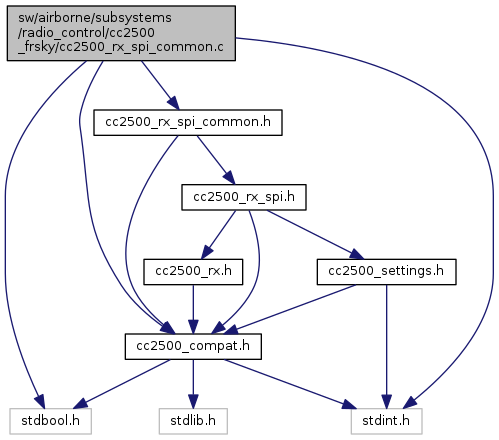 sw/airborne/subsystems
/radio_control/cc2500
_frsky/cc2500_rx_spi_common.c
cc2500_rx_spi_common.h
cc2500_rx_spi.h
cc2500_rx.h
cc2500_settings.h
cc2500_compat.h
stdbool.h
stdlib.h
stdint.h